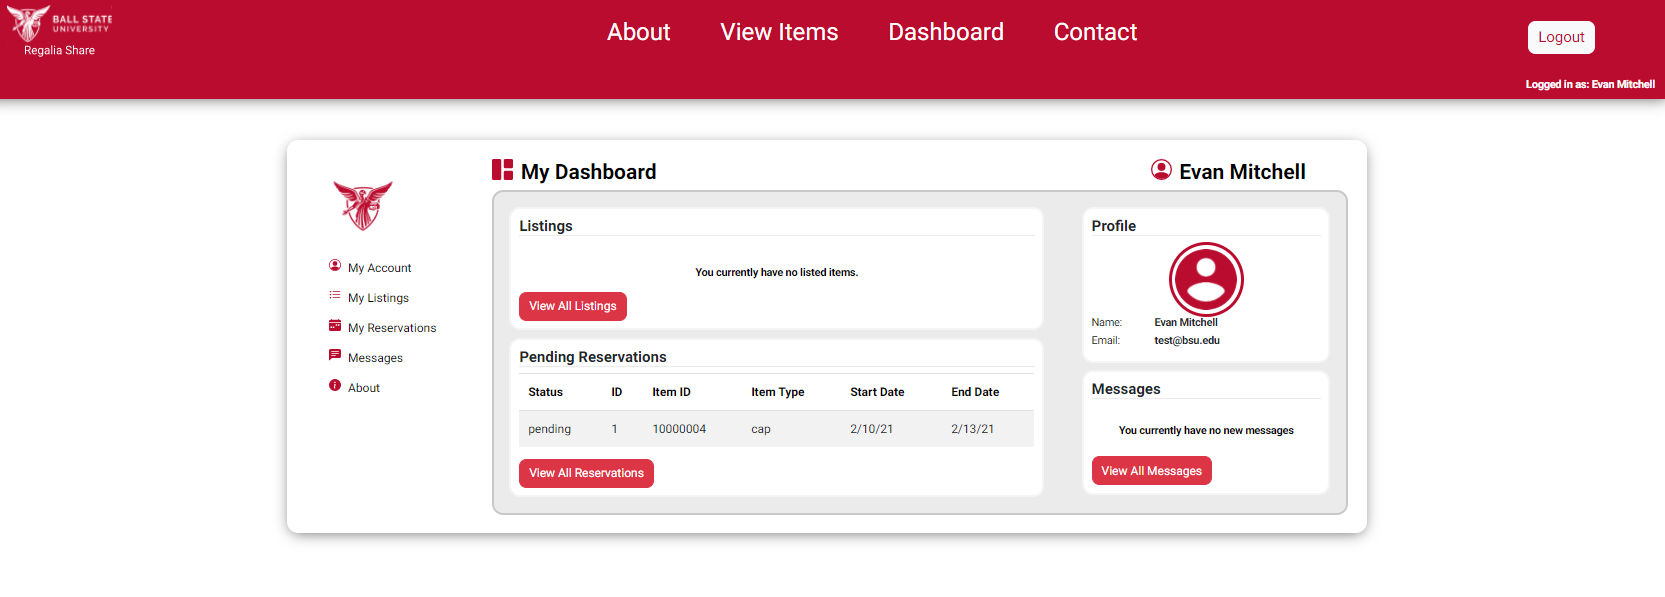 BALL STATE
UNIVERSITY
Regalia Share
About View Items Dashboard Contact
Logout
Logged in as: Evan Mitchell
My Account
My Listings
My Reservations
Messages
About
My Dashboard
Evan Mitchell
Listings
You currently have no listed items.
View All Listings
Pending Reservations
Status ID Item ID Item Type Start Date End Date
pending 1 10000004 cap 2/10/21 2/13/21
View All Reservations
Profile
Name: Evan Mitchell
Email: test@bsu.edu
Messages
You currently have no new messages
View All Messages